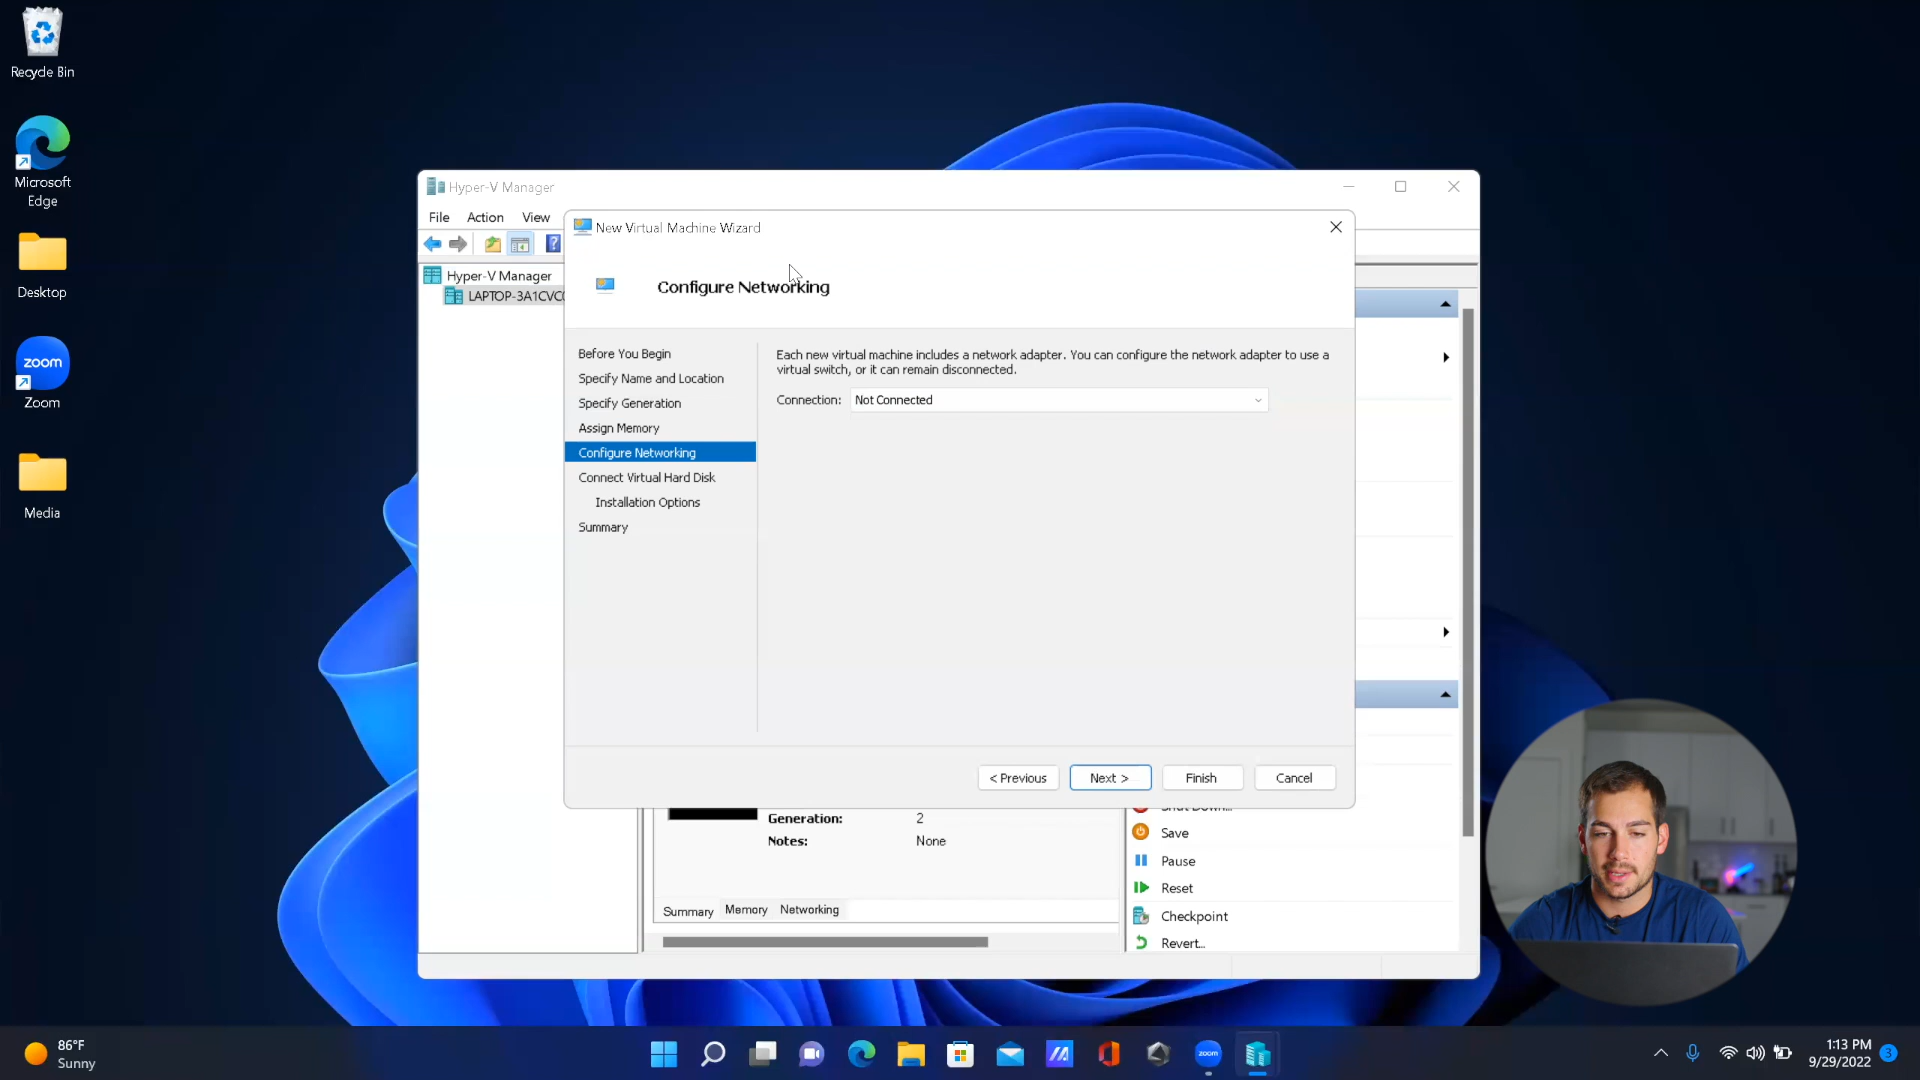 Recycle Bin
Microsoft
Edge
Desktop
zoom
Zoom
Media
Hyper-V Manager
File Action View
New Virtual Machine Wizard
Hyper-V Manager
Configure Networking
Before You Begin
Specify Name and Location
Specify Generation
Assign Memory
Configure Networking
Connect Virtual Hard Disk
Installation Options
Summary
Each new virtual machine includes a network adapter. You can configure the network adapter to use a
virtual switch, or it can remain disconnected.
Connection: Not Connected
< Previous Next > Finish Cancel
Generation: 2
Notes: None
Summary Memory Networking
Save
Pause
Reset
Checkpoint
Revert...
86°F
Sunny
zoom
1:13 PM
9/29/2022
3